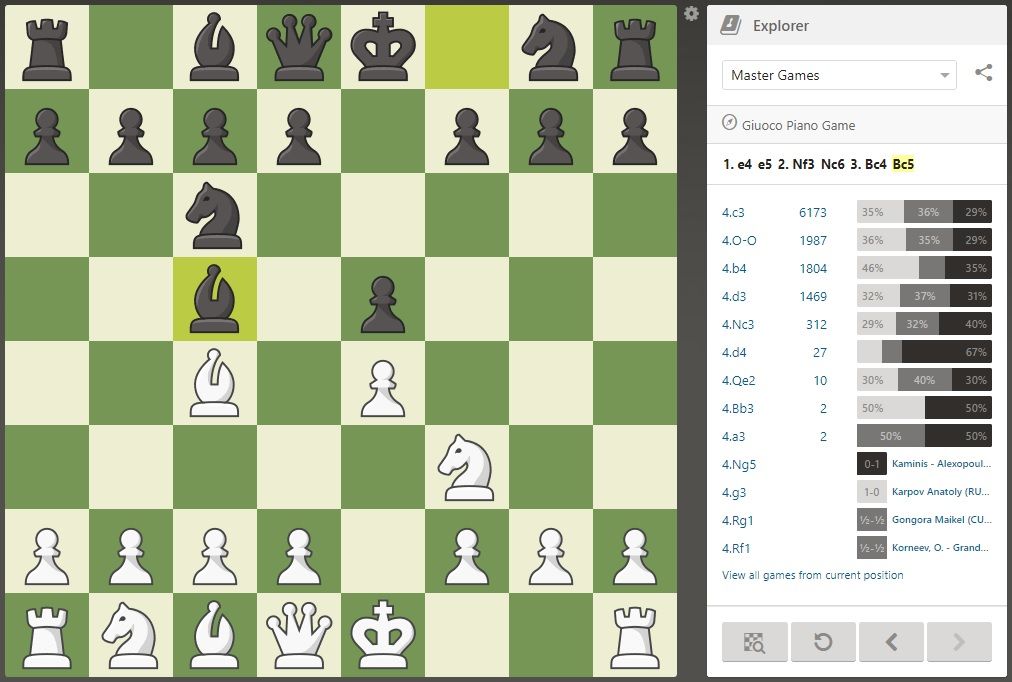 Explorer
Master Games
Giuoco Piano Game
1. e4 e5 2. Nf3 Nc6 3. Bc4 Bc5
4.c3 6173 35% 36% 29%
4.O-O 1987 36% 35% 29%
4.b4 1804 46% 35%
4.d3 1469 32% 37% 31%
4.Nc3 312 29% 32% 40%
4.d4 27 67%
4.Qe2 10 30% 40% 30%
4.Bb3 2 50% 50%
4.a3 2 50% 50%
4.Ng5 0-1 Kaminis - Alexopoul...
4.g3 1-0 Karpov Anatoly (RU...
4.Rg1 ½-½ Gongora Maikel (CU...
4.Rf1 ½-½ Korneev, O. - Grand...
View all games from current position